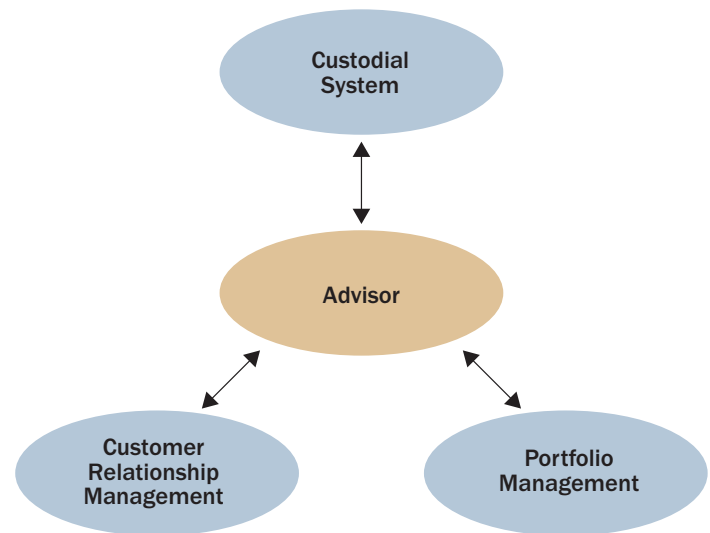 Custodial
System
Advisor
Customer
Relationship
Management
Portfolio
Management